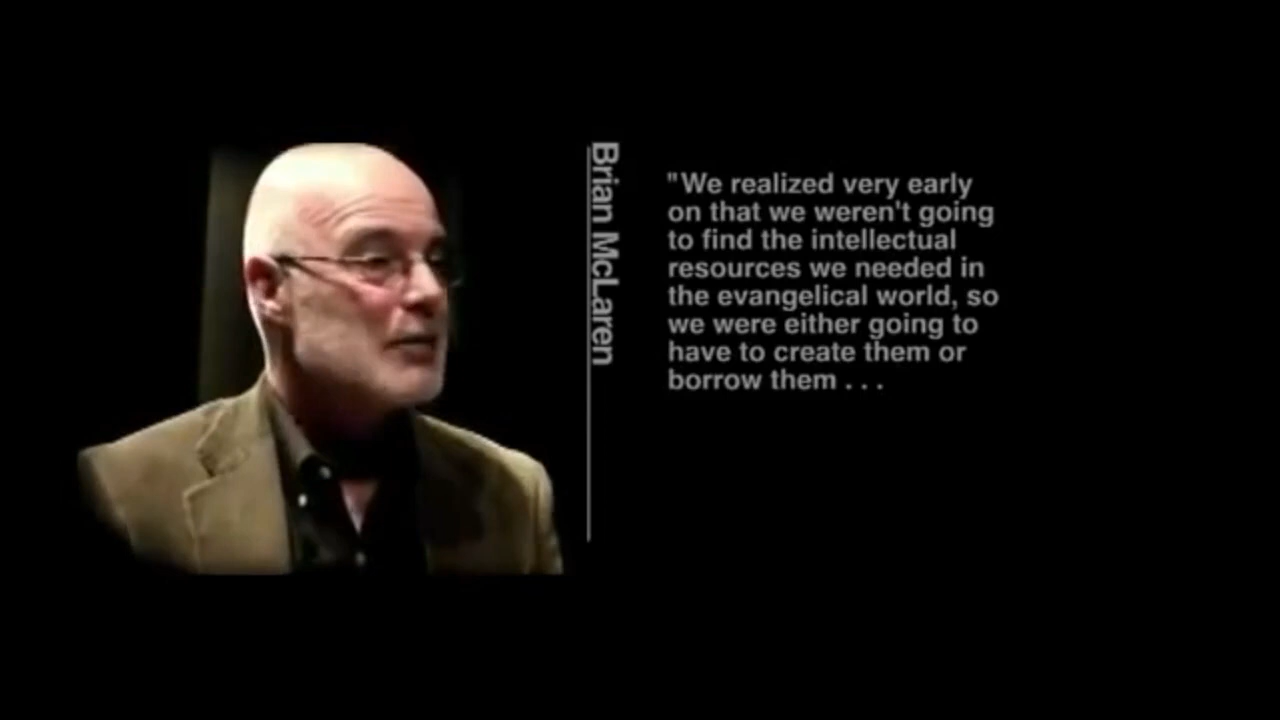 Brian McLaren
"We realized very early
on that we weren't going
to find the intellectual
resources we needed in
the evangelical world, so
we were either going to
have to create them or
borrow them . . .